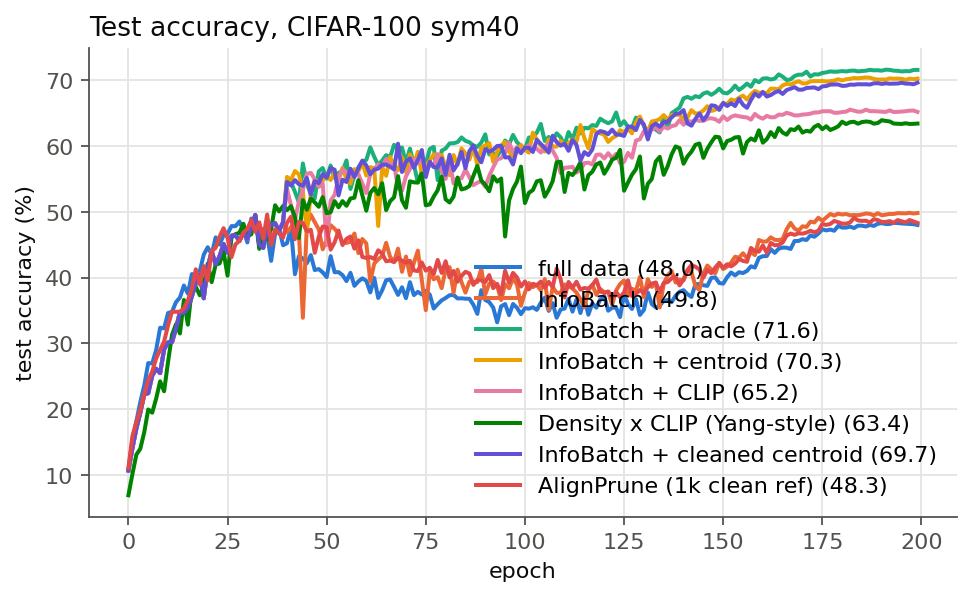 Test accuracy, CIFAR-100 sym40
test accuracy (%)
70
60
50
40
30
20
10
full data (48.0)
InfoBatch (49.8)
InfoBatch + oracle (71.6)
InfoBatch + centroid (70.3)
InfoBatch + CLIP (65.2)
Density x CLIP (Yang-style) (63.4)
InfoBatch + cleaned centroid (69.7)
AlignPrune (1k clean ref) (48.3)
0 25 50 75 100 125 150 175 200
epoch